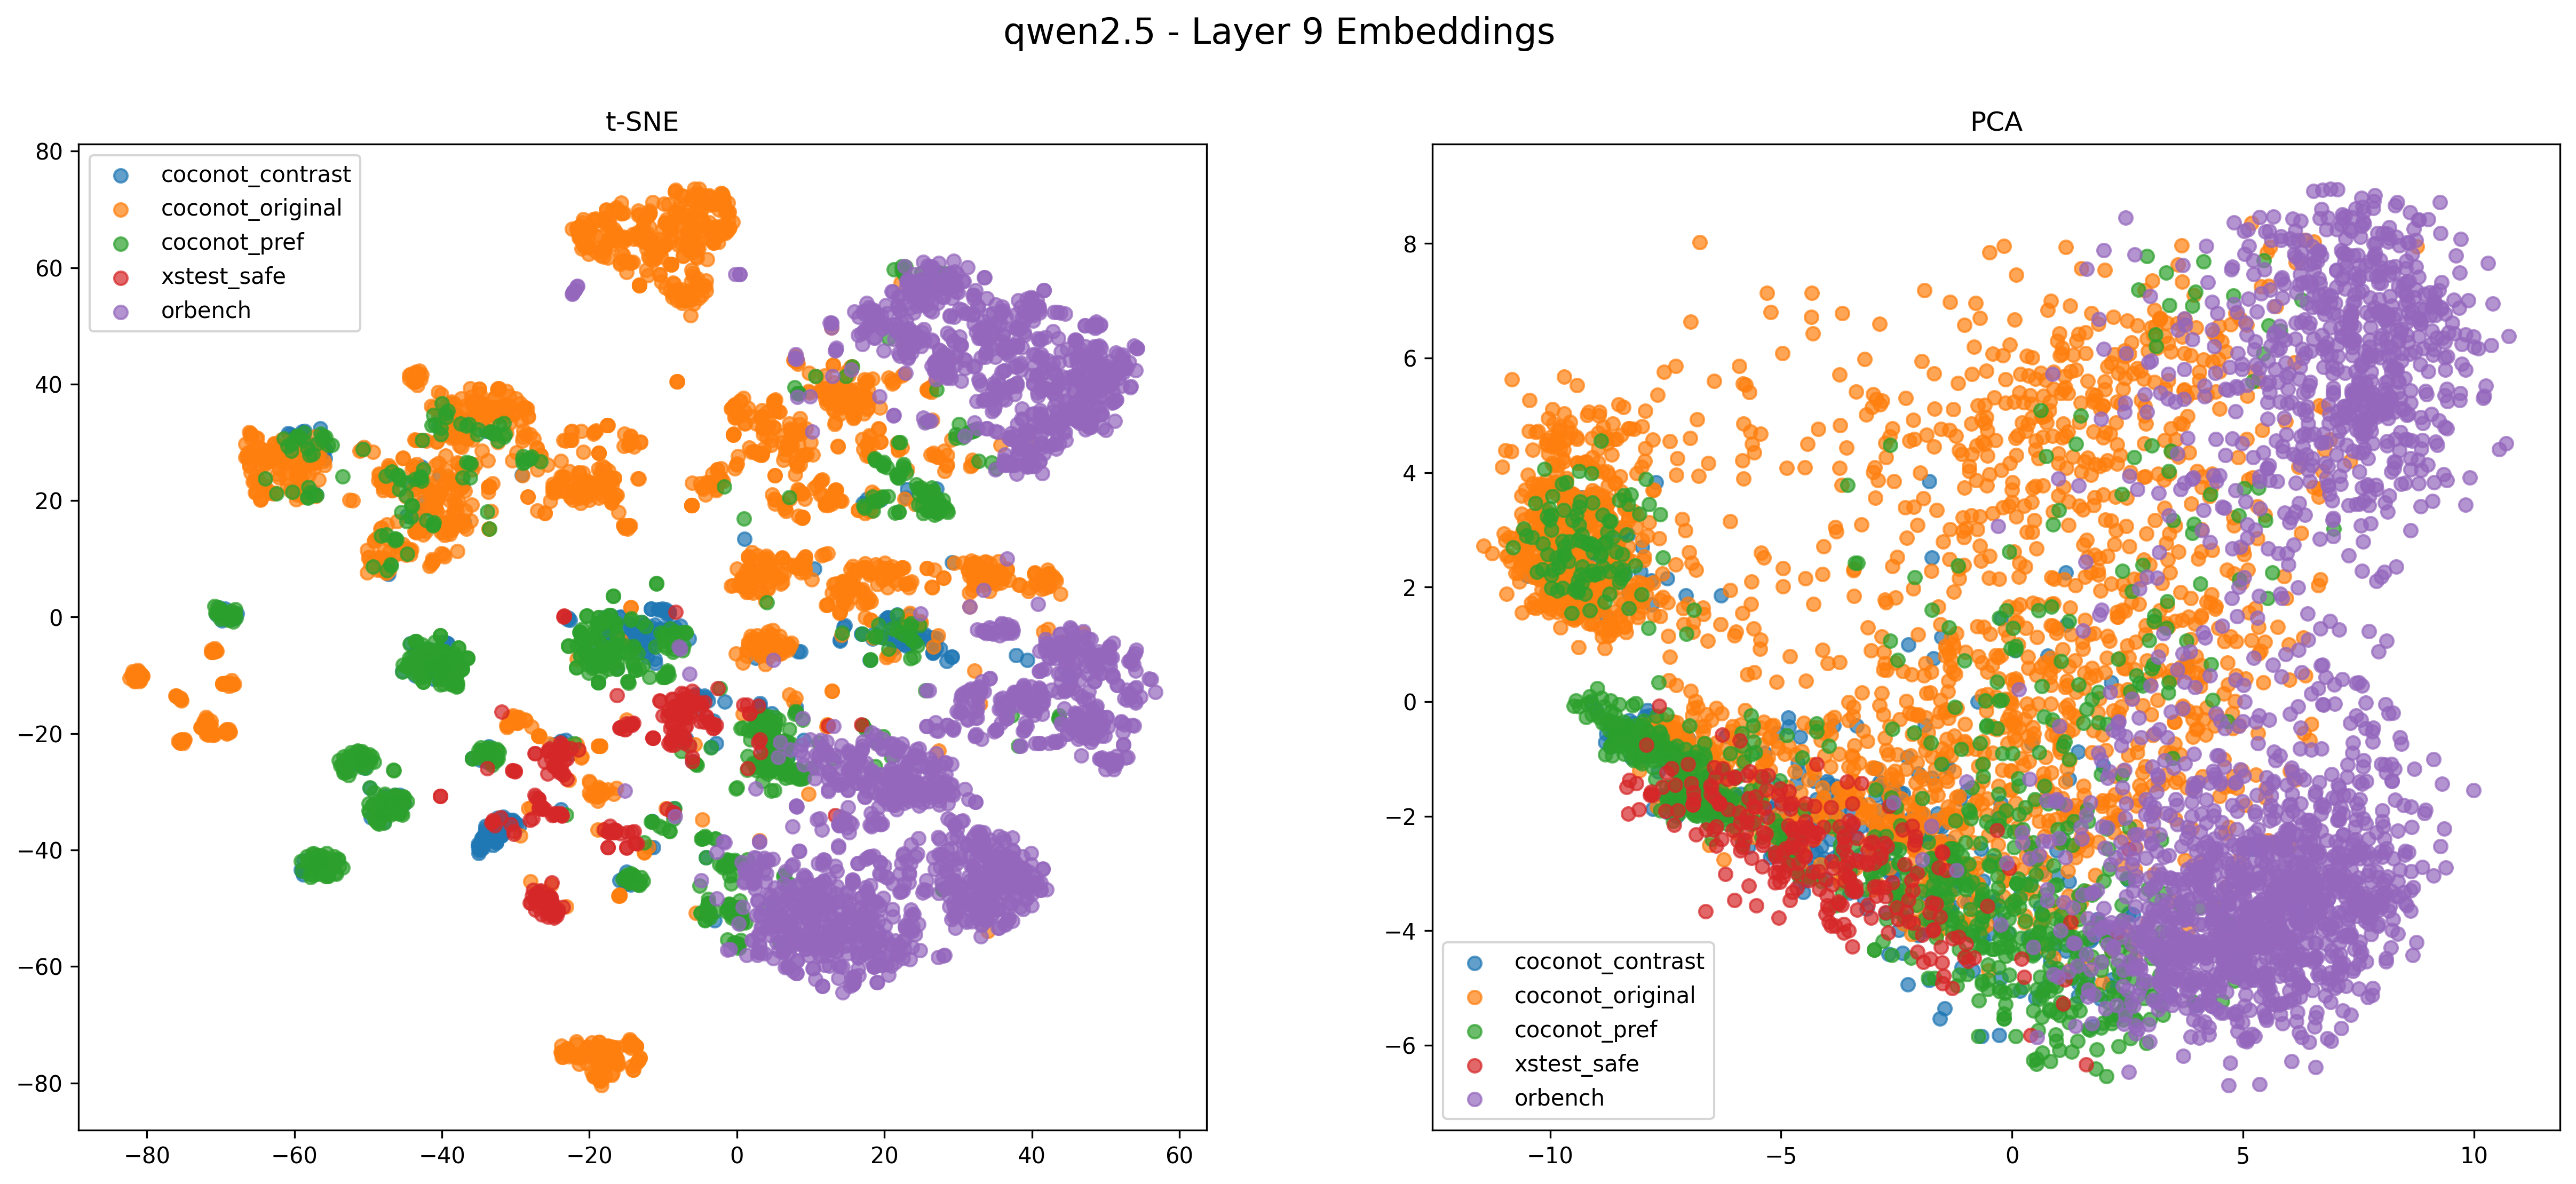 qwen2.5 - Layer 9 Embeddings
t-SNE
80
60
40
20
0
−20
−40
−60
−80
−80
−60
−40
−20
0
20
40
60
coconot_contrast
coconot_original
coconot_pref
xstest_safe
orbench
PCA
8
6
4
2
0
−2
−4
−6
−10
−5
0
5
10
coconot_contrast
coconot_original
coconot_pref
xstest_safe
orbench